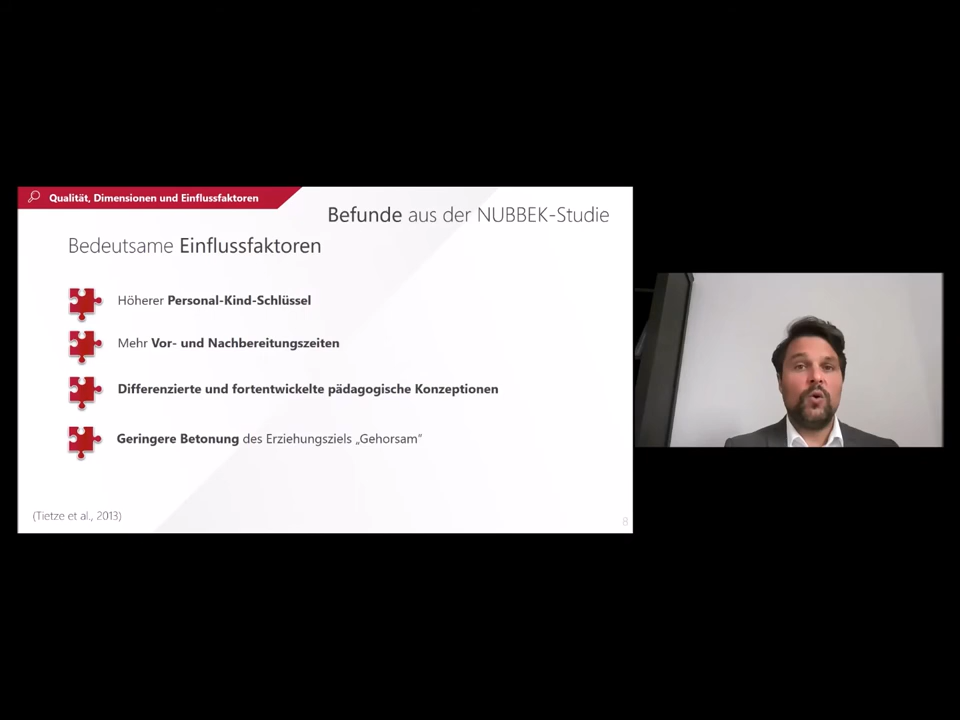 Qualität, Dimensionen und Einflussfaktoren
Befunde aus der NUBBEK-Studie
Bedeutsame Einflussfaktoren
Höherer Personal-Kind-Schlüssel
Mehr Vor- und Nachbereitungszeiten
Differenzierte und fortentwickelte pädagogische Konzeptionen
Geringere Betonung des Erziehungsziels „Gehorsam“
(Tietze et al., 2013)
8